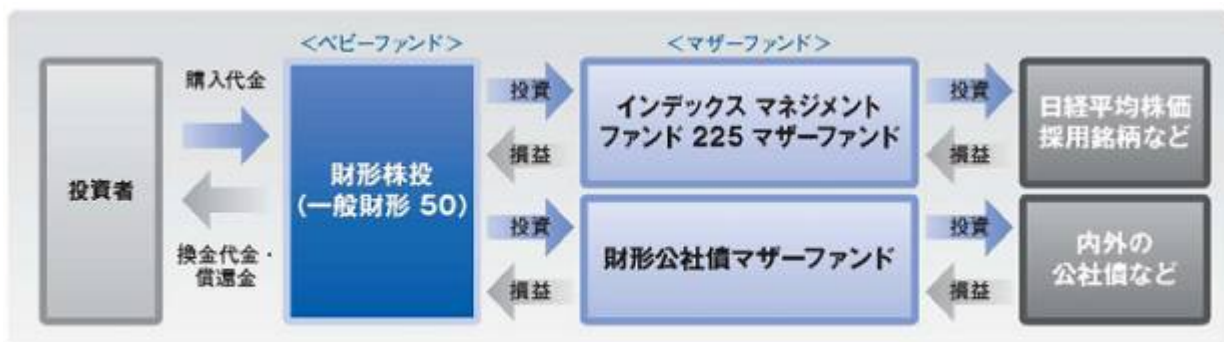 <ベビーファンド>
<マザーファンド>
購入代金
投資者
換金代金・
償還金
財形株投
(一般財形 50)
投資
損益
インデックス マネジメント
ファンド 225 マザーファンド
投資
損益
日経平均株価
採用銘柄など
投資
損益
財形公社債マザーファンド
投資
損益
内外の
公社債など